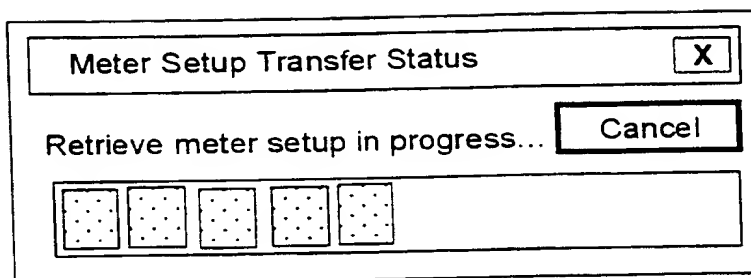 Meter Setup Transfer Status X
Retrieve meter setup in progress... Cancel